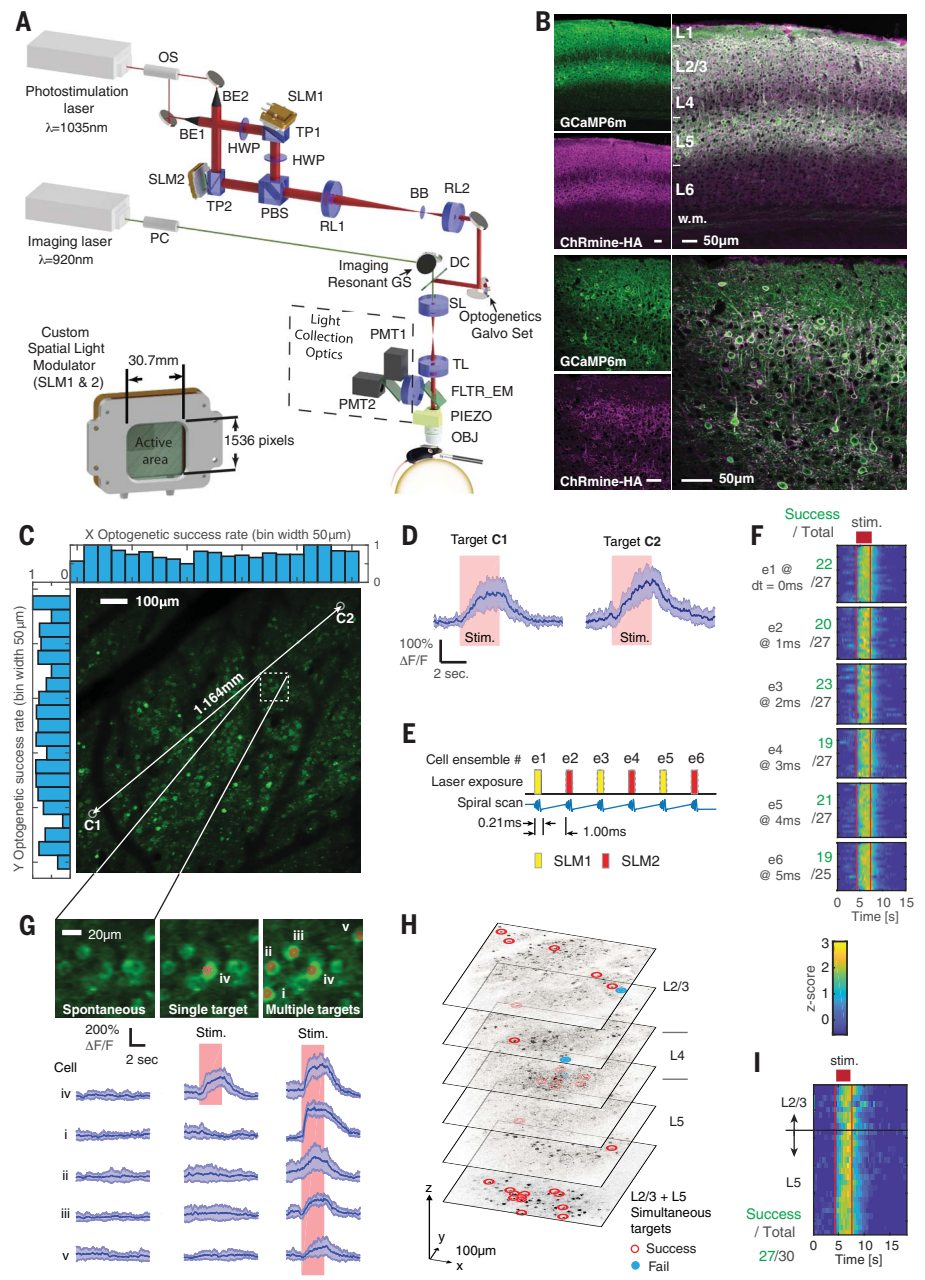 A
OS
Photostimulation
laser
λ=1035nm
BE2
SLM1
BE1
HWP
TP1
HWP
SLM2
TP2
PBS
RL1
BB
RL2
Imaging laser
λ=920nm
PC
Imaging
Resonant GS
DC
SL
Optogenetics
Galvo Set
Light
Collection
Optics
PMT1
TL
FLTR_EM
PMT2
PIEZO
OBJ
Custom
Spatial Light
Modulator
(SLM1 & 2)
30.7mm
1536 pixels
Active
area
B
GCaMP6m
ChRmine-HA
L1
L2/3
L4
L5
L6
w.m.
50µm
GCaMP6m
ChRmine-HA
50µm
C
X Optogenetic success rate (bin width 50µm)
1
0
1
0
Y Optogenetic success rate (bin width 50 µm)
100µm
C2
1.164mm
C1
D
Target C1
Target C2
Stim.
Stim.
100%
ΔF/F
2 sec.
E
Cell ensemble #
e1 e2 e3 e4 e5 e6
Laser exposure
Spiral scan
0.21ms
1.00ms
SLM1
SLM2
F
Success
/ Total
stim.
e1 @
dt = 0ms
22
/27
e2
@ 1ms
20
/27
e3
@ 2ms
23
/27
e4
@ 3ms
19
/27
e5
@ 4ms
21
/27
e6
@ 5ms
19
/25
0 5 10 15
Time [s]
G
20µm
Spontaneous
iv
Single target
v
iii
ii
iv
i
Multiple targets
200%
ΔF/F
2 sec
Stim.
Stim.
Cell
iv
i
ii
iii
v
H
L2/3
L4
L5
z
y
x
100µm
L2/3 + L5
Simultaneous
targets
Success
Fail
3
2
1
0
z-score
I
stim.
L2/3
L5
Success
/ Total
27/30
0 5 10 15
Time [s]